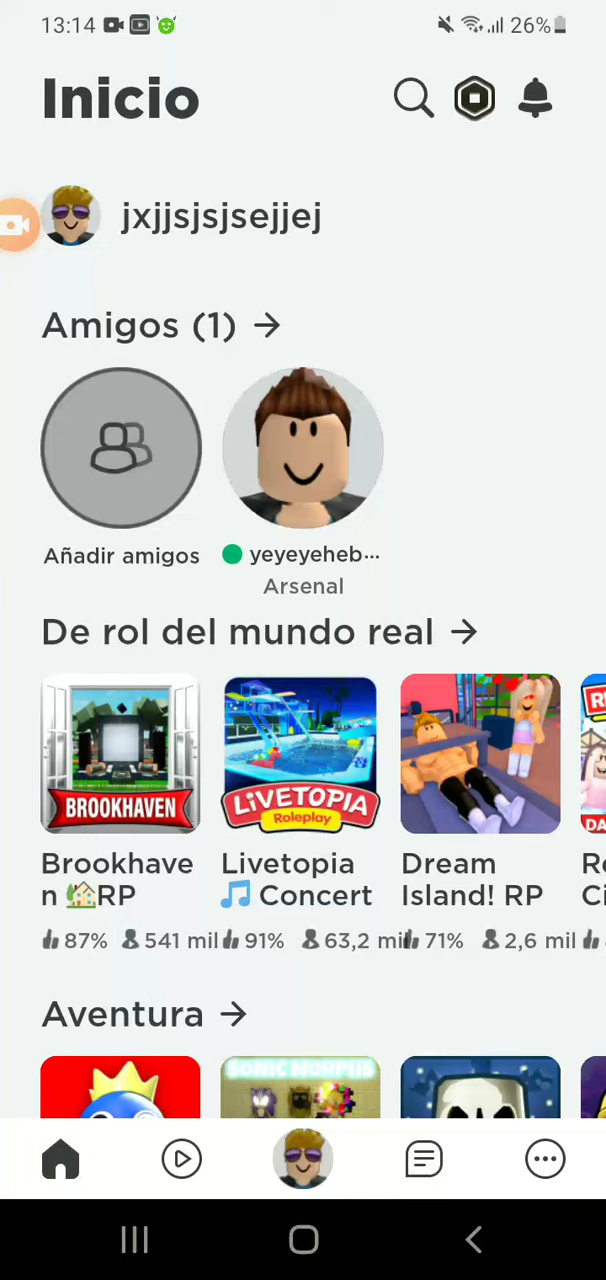 13:14
26%
Inicio
jxjjsjsjsejjej
Amigos (1)
Añadir amigos
yeyeyeheb...
Arsenal
De rol del mundo real
BROOKHAVEN
LIVETOPIA
Roleplay
Brookhave
n 🏡RP
Livetopia
🎵 Concert
Dream
Island! RP
87% 541 mil
91% 63,2 mil
71% 2,6 mil
Aventura
SONIC MORPHS